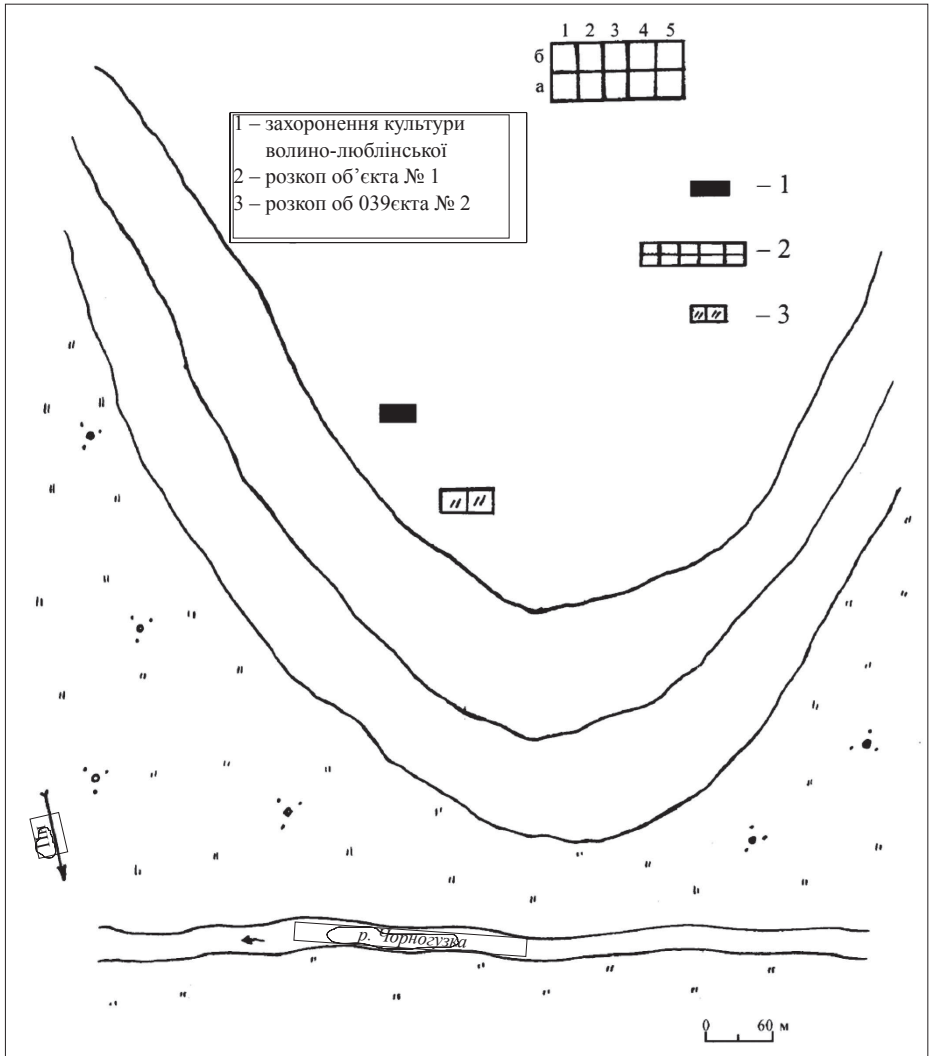 1 2 3 4 5
б
а
1 – захоронення культури
волино-люблінської
2 – розкоп об’єкта № 1
3 – розкоп об 039єкта № 2
– 1
– 2
– 3
Пн
р. Чорногузка
0 60 м